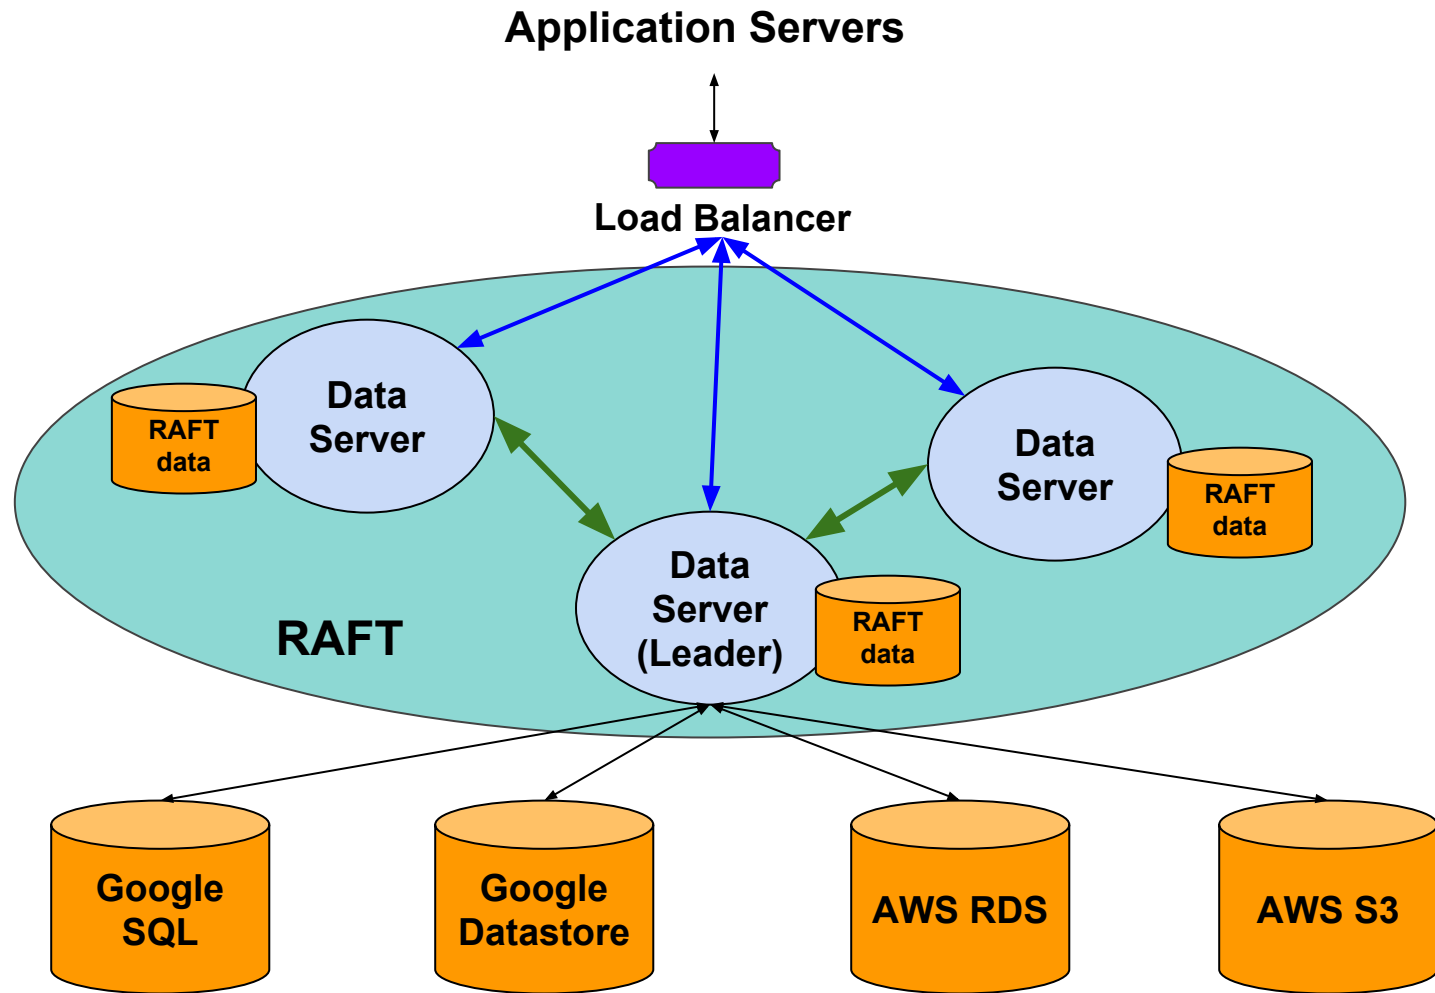 Application Servers
Load Balancer
Data
Server
RAFT
data
Data
Server
RAFT
data
Data
Server
(Leader)
RAFT
data
RAFT
Google
SQL
Google
Datastore
AWS RDS
AWS S3